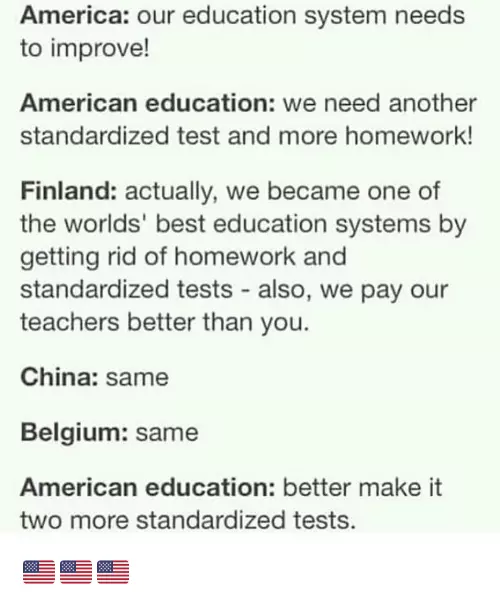 America: our education system needs
to improve!
American education: we need another
standardized test and more homework!
Finland: actually, we became one of
the worlds' best education systems by
getting rid of homework and
standardized tests - also, we pay our
teachers better than you.
China: same
Belgium: same
American education: better make it
two more standardized tests.
🇺🇸🇺🇸🇺🇸